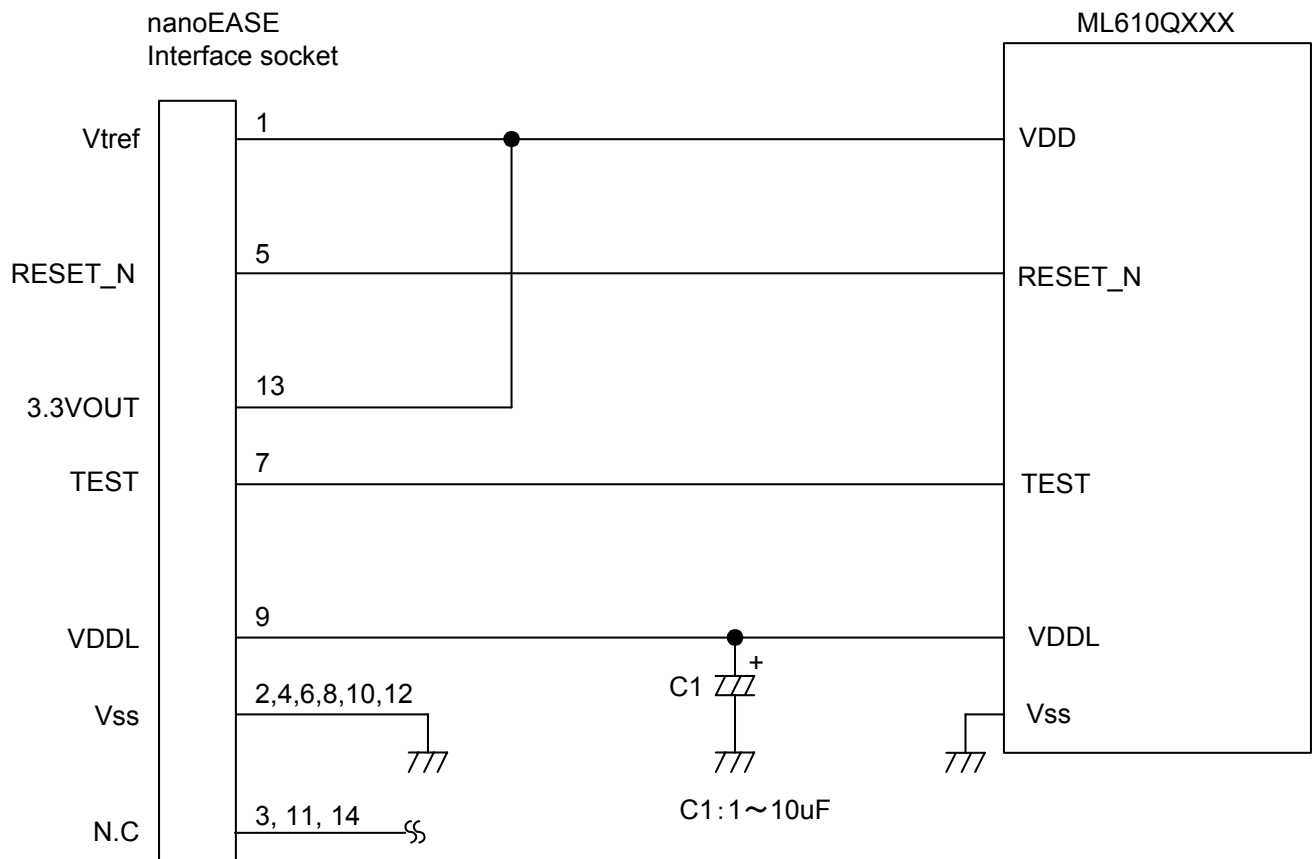 nanoEASE
Interface socket
ML610QXXX
Vtref
1
VDD
RESET_N
5
RESET_N
3.3VOUT
13
TEST
7
TEST
VDDL
9
VDDL
C1
+
Vss
2,4,6,8,10,12
Vss
C1:1～10uF
N.C
3, 11, 14